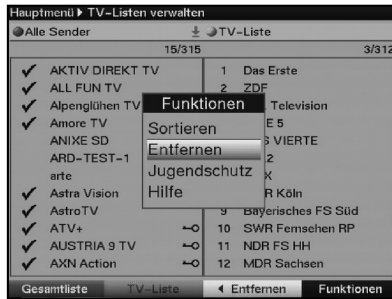 Hauptmenü ▶ TV-Listen verwalten
Alle Sender
TV-Liste
15/315
3/312
AKTIV DIREKT TV
1 Das Erste
ALL FUN TV
2 ZDF
Alpenglühen TV
Television
Amore TV
E 5
ANIXE SD
VIERTE
ARD-TEST-1
2
arte
X
Astra Vision
R Köln
AstroTV
9 Bayerisches FS Süd
ATV+
10 SWR Fernsehen RP
AUSTRIA 9 TV
11 NDR FS HH
AXN Action
12 MDR Sachsen
Funktionen
Sortieren
Entfernen
Jugendschutz
Hilfe
Gesamtliste
TV-Liste
Entfernen
Funktionen